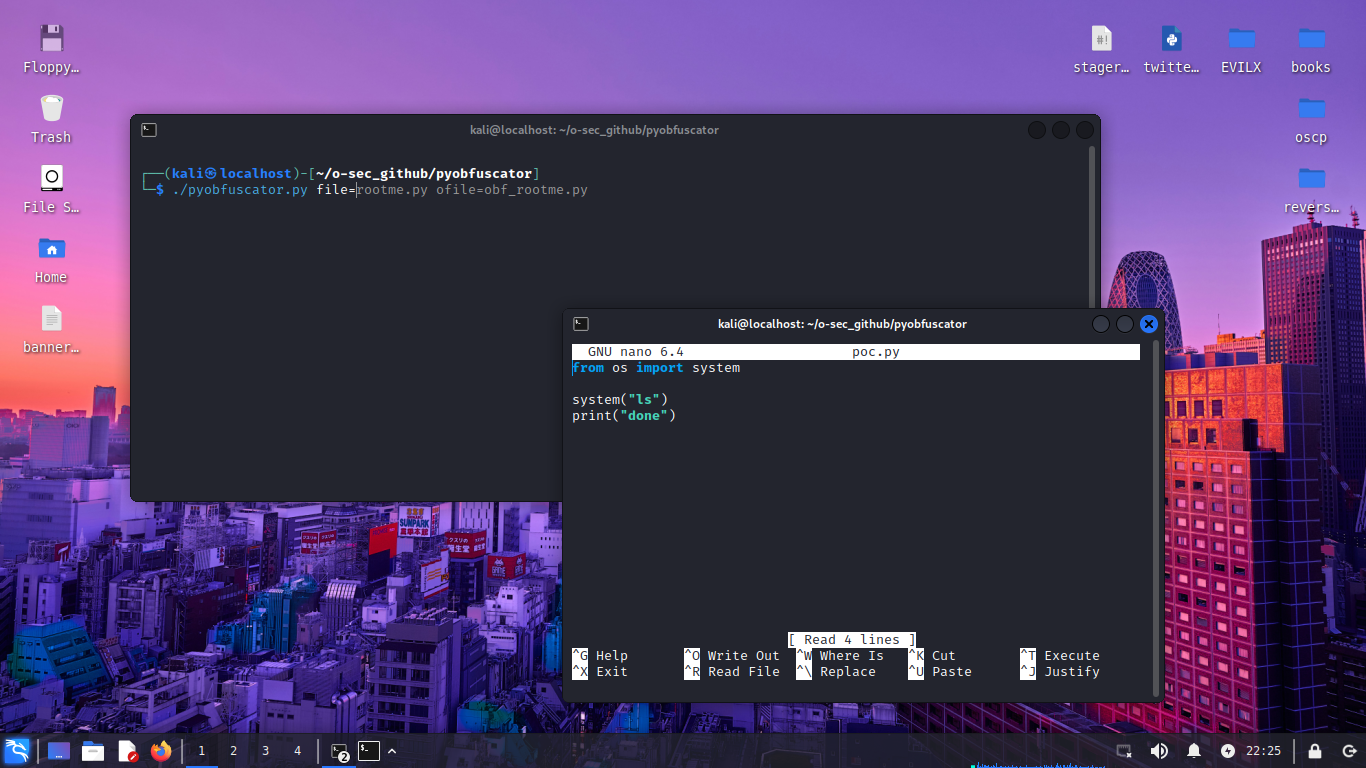 Floppy…
Trash
File S…
Home
banner…
stager…
twitte…
EVILX
books
oscp
revers…
kali@localhost: ~/o-sec_github/pyobfuscator
┌──(kali㉿localhost)-[~/o-sec_github/pyobfuscator]
└─$ ./pyobfuscator.py file=rootme.py ofile=obf_rootme.py
kali@localhost: ~/o-sec_github/pyobfuscator
GNU nano 6.4 poc.py
from os import system
system("ls")
print("done")
[ Read 4 lines ]
^G Help ^O Write Out ^W Where Is ^K Cut ^T Execute
^X Exit ^R Read File ^\ Replace ^U Paste ^J Justify
SUNPARK
1 2 3 4 2 22:25